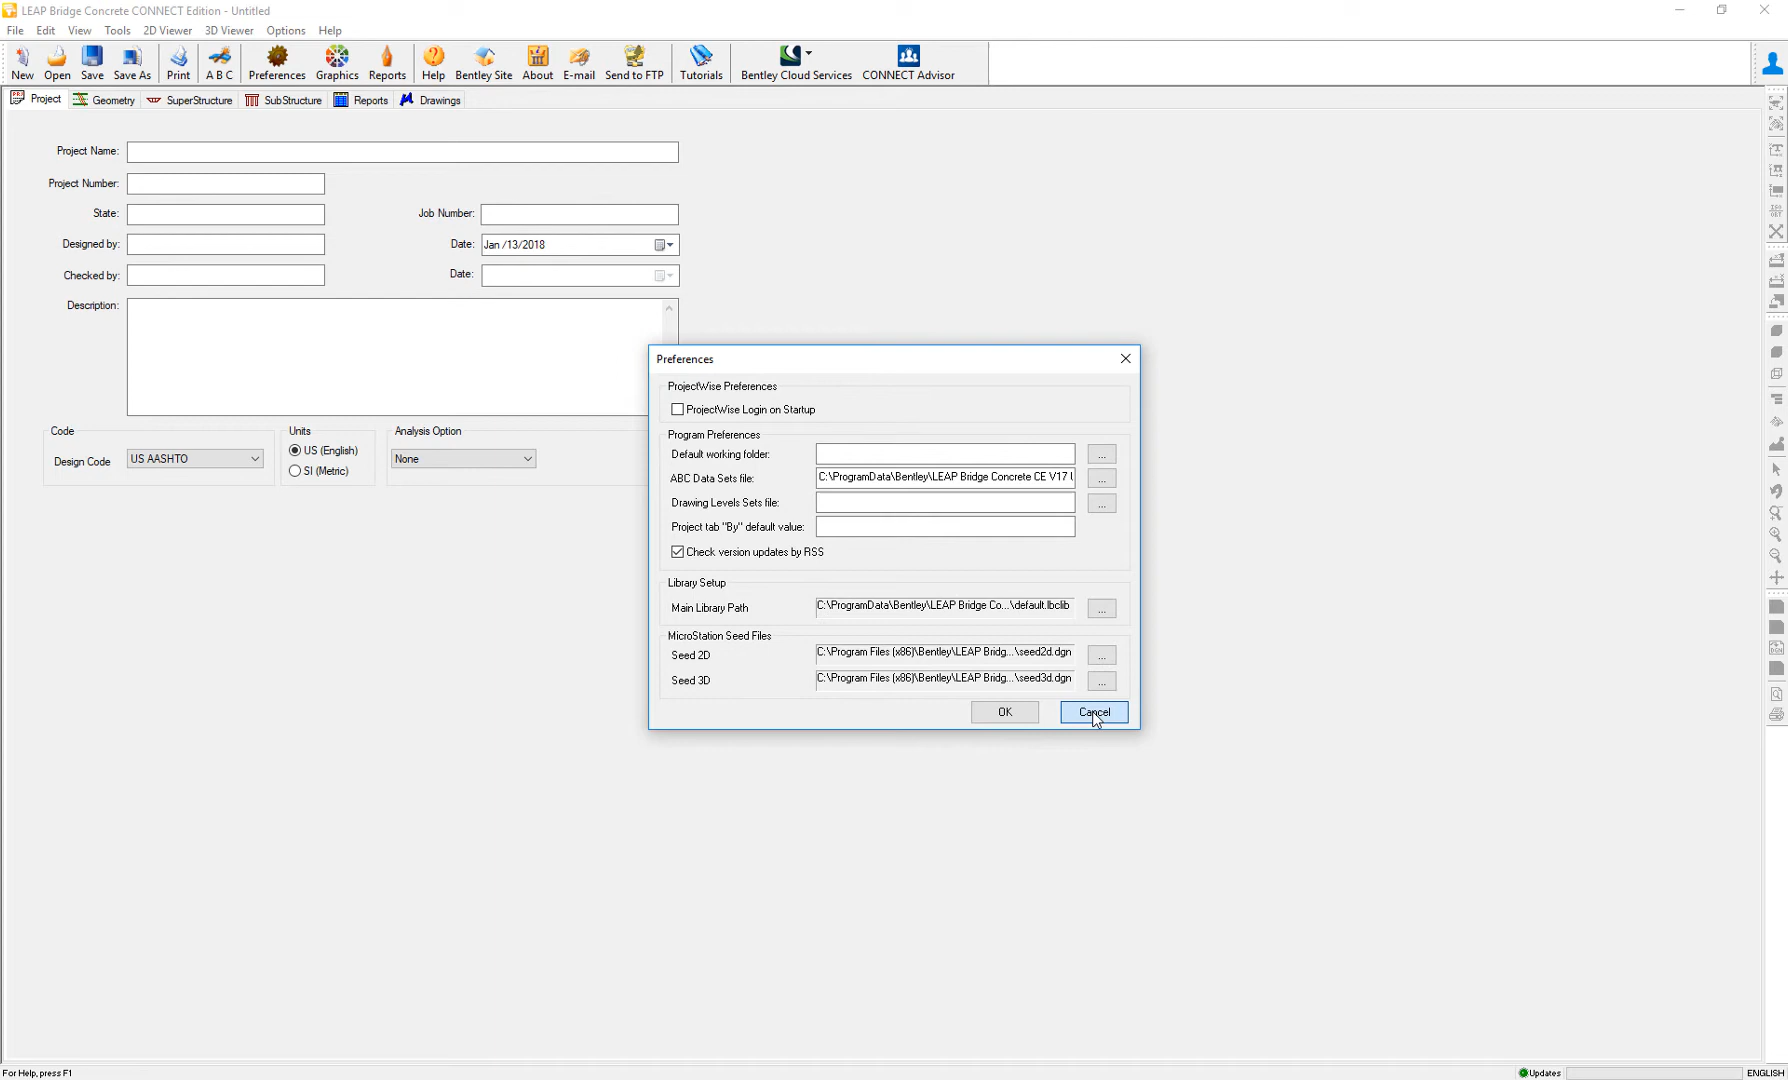 LEAP Bridge Concrete CONNECT Edition - Untitled
File Edit View Tools 2D Viewer 3D Viewer Options Help
New Open Save Save As Print A B C Preferences Graphics Reports Help Bentley Site About E-mail Send to FTP Tutorials Bentley Cloud Services CONNECT Advisor
Project Geometry SuperStructure SubStructure Reports Drawings
Project Name:
Project Number:
State: Job Number:
Designed by: Date: Jan /13/2018
Checked by: Date:
Description:
Code Units Analysis Option
Design Code US AASHTO US (English) None
SI (Metric)
Preferences
ProjectWise Preferences
ProjectWise Login on Startup
Program Preferences
Default working folder: ...
ABC Data Sets file: C:\ProgramData\Bentley\LEAP Bridge Concrete CE V17 ...
Drawing Levels Sets file: ...
Project tab "By" default value:
Check version updates by RSS
Library Setup
Main Library Path C:\ProgramData\Bentley\LEAP Bridge Co...\default.lbclib ...
MicroStation Seed Files
Seed 2D C:\Program Files (x86)\Bentley\LEAP Bridg...\seed2d.dgn ...
Seed 3D C:\Program Files (x86)\Bentley\LEAP Bridg...\seed3d.dgn ...
OK Cancel
For Help, press F1 Updates ENGLISH